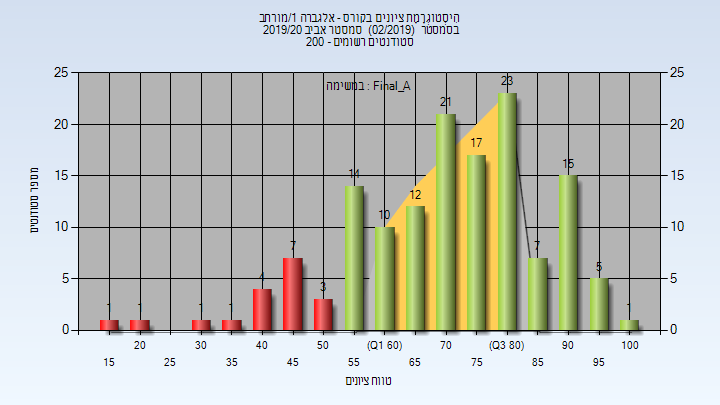 היסטוגרמת ציונים בקורס - אלגברה 1/מורחב
בסמסטר (02/2019) סמסטר אביב 2019/20
סטודנטים רשומים - 200
במשימה : Final_A
25 25
20 20
15 15
10 10
5 5
0 0
מספר סטודנטים
1 1 1 1 4 7 3 14 10 12 21 17 23 7 15 5 1
20 30 40 50 (Q1 60) 70 (Q3 80) 90 100
15 25 35 45 55 65 75 85 95
טווח ציונים